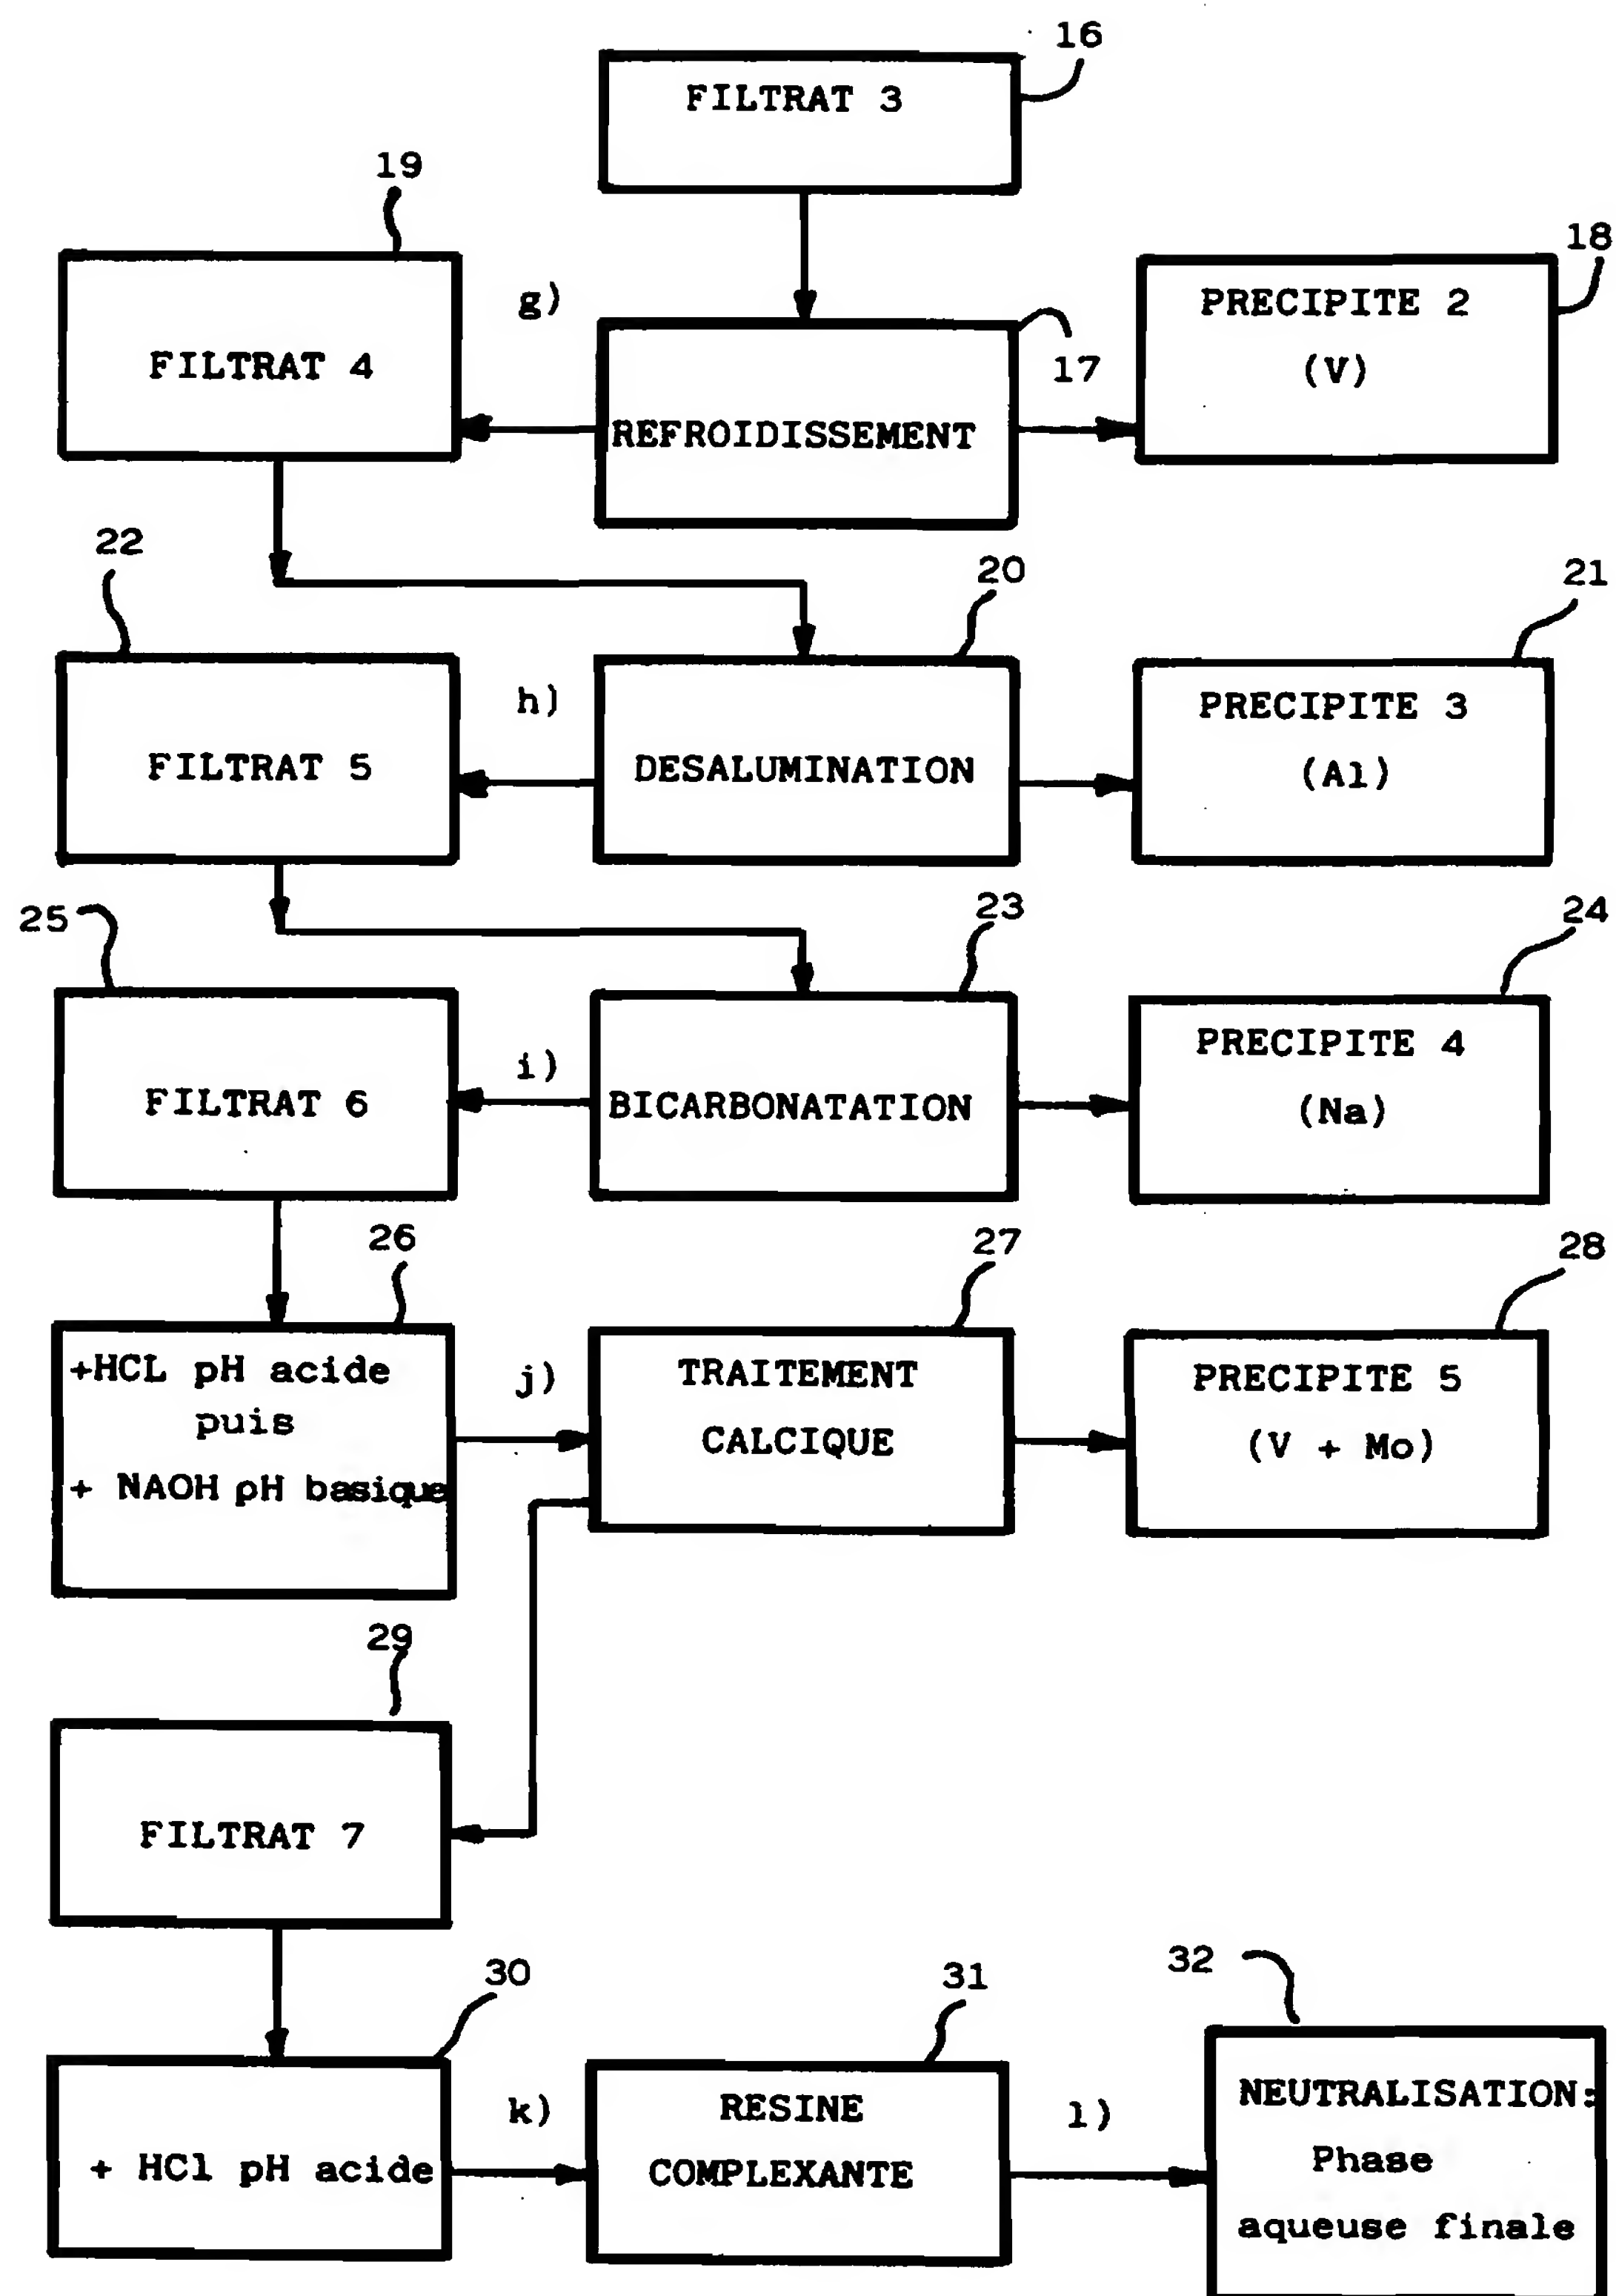 16
FILTRAT 3
19
18
g)
PRECIPITE 2
(V)
FILTRAT 4
17
REFROIDISSEMENT
22
20
21
h)
PRECIPITE 3
(Al)
FILTRAT 5
DESALUMINATION
25
23
24
i)
PRECIPITE 4
(Na)
FILTRAT 6
BICARBONATATION
26
27
28
+HCL pH acide
puis
+ NAOH pH basique
j)
TRAITEMENT
CALCIQUE
PRECIPITE 5
(V + Mo)
29
FILTRAT 7
30
31
32
+ HCl pH acide
k)
RESINE
COMPLEXANTE
l)
NEUTRALISATION:
Phase
aqueuse finale